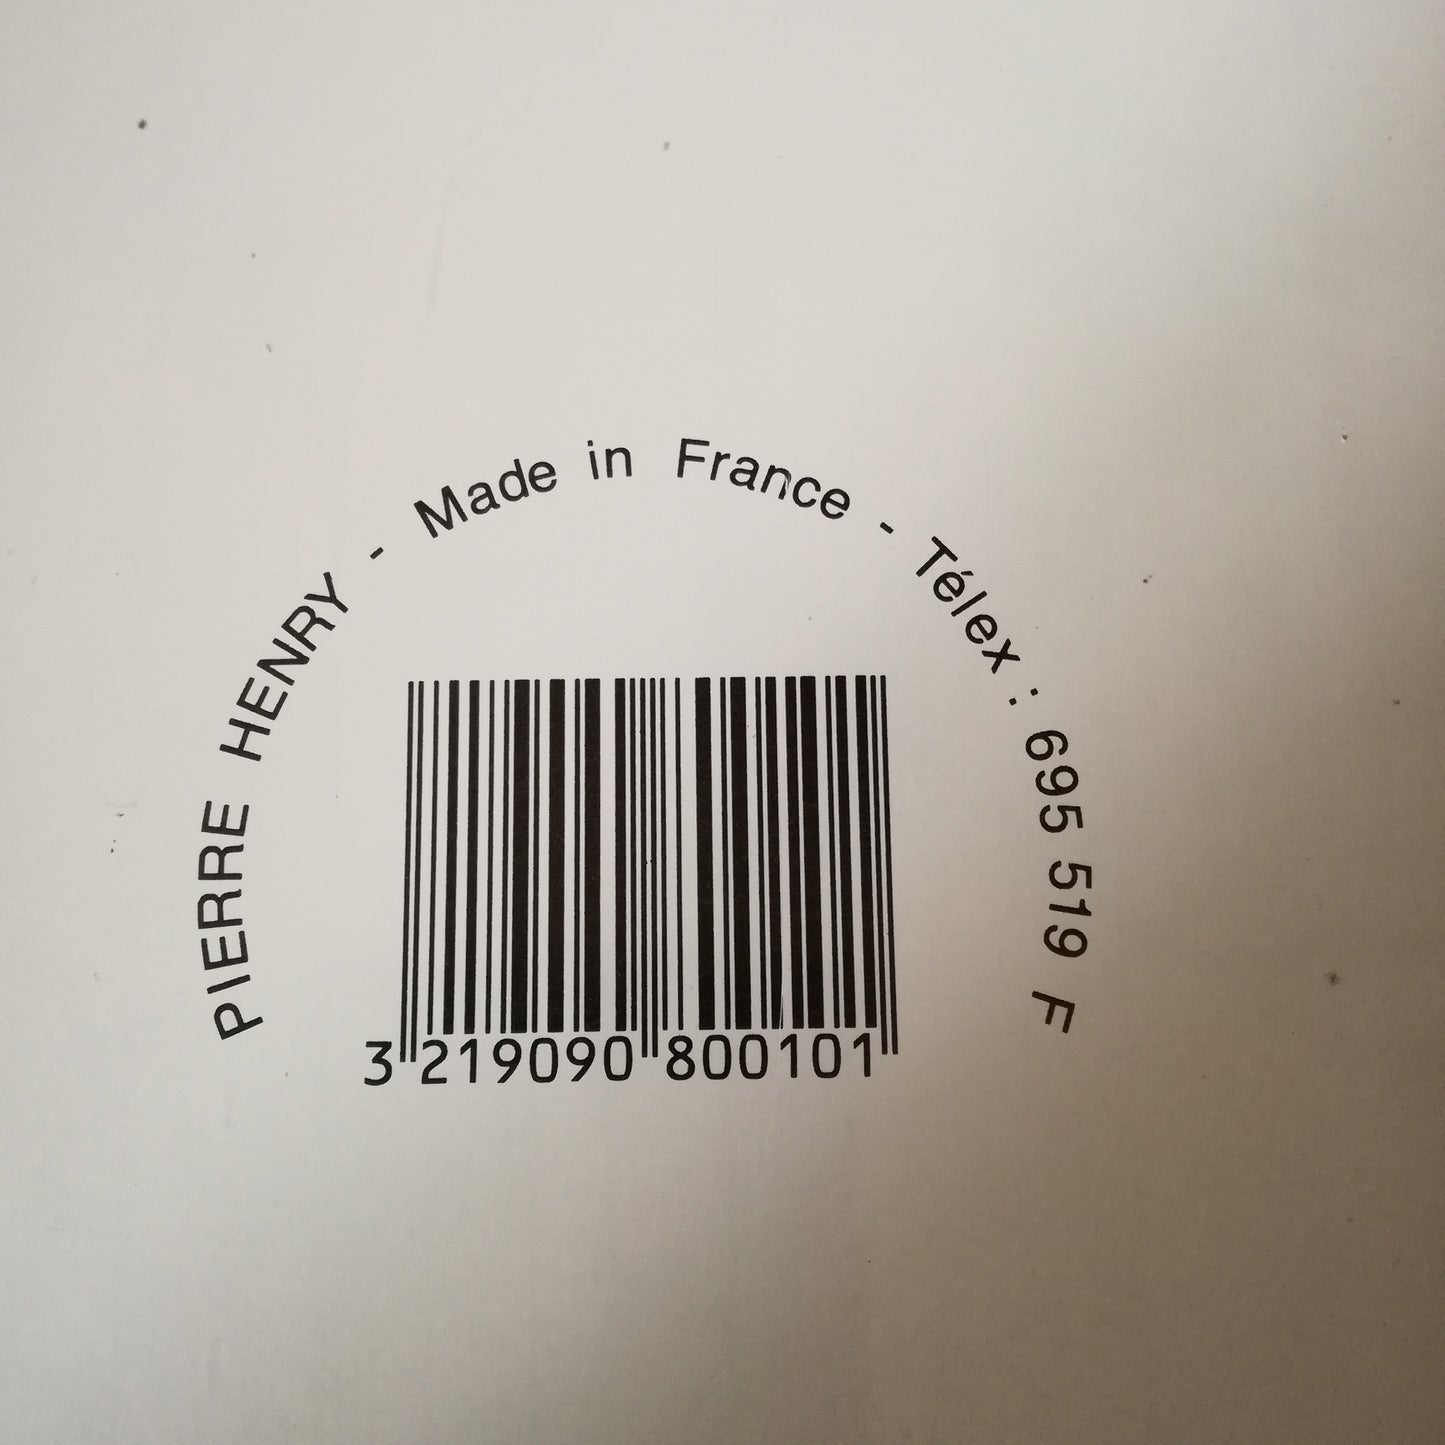 PIERRE HENRY - Made in France - Télex : 695 519 F
3 219090 800101